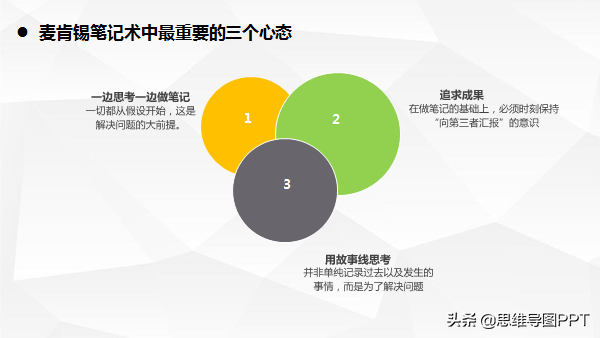 ● 麦肯锡笔记术中最重要的三个心态
一边思考一边做笔记
一切都从假设开始，这是
解决问题的大前提。
1
2
追求成果
在做笔记的基础上，必须时刻保持
“向第三者汇报”的意识
3
用故事线思考
并非单纯记录过去以及发生的
事情，而是为了解决问题
头条 @思维导图PPT